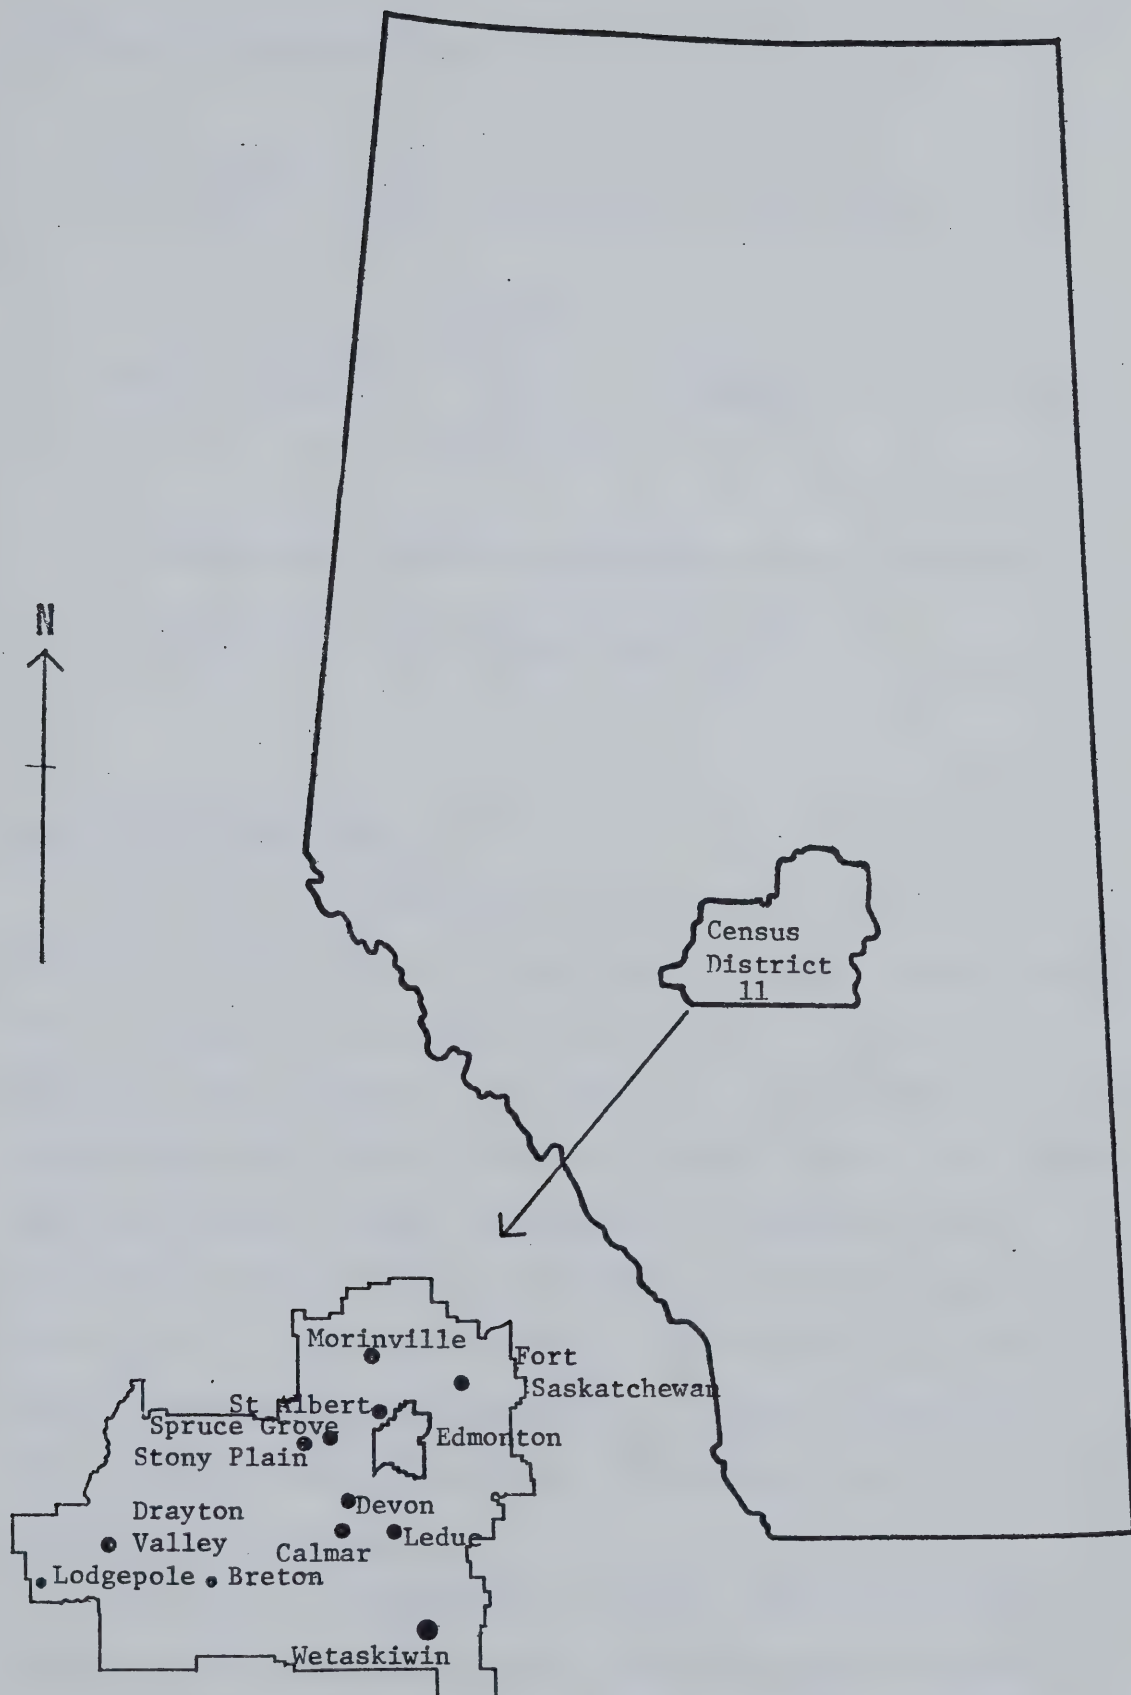 N
Census
District
11
Morinville
Fort
Saskatchewan
St Albert
Spruce Grove
Edmonton
Stony Plain
Devon
Drayton
Valley
Leduc
Calmar
Lodgepole
Breton
Wetaskiwin